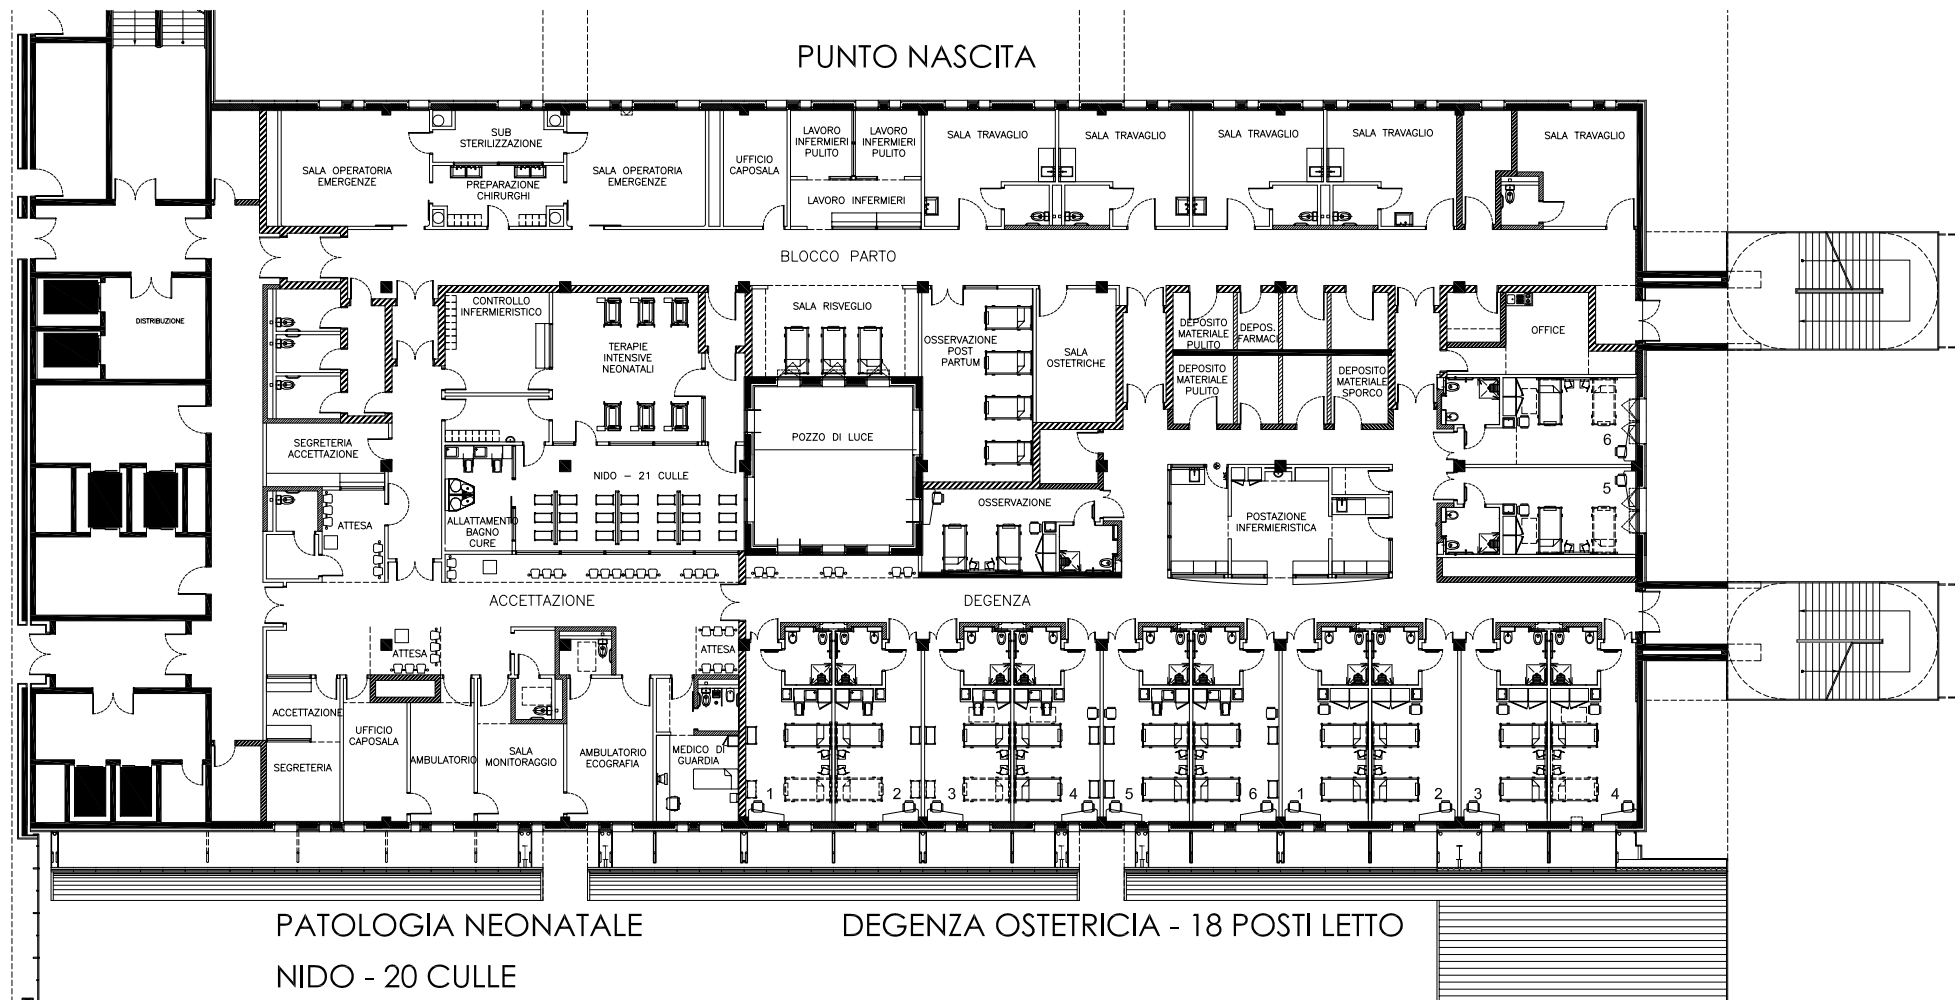 PUNTO NASCITA
SUB
STERILIZZAZIONE
SALA OPERATORIA
EMERGENZE
PREPARAZIONE
CHIRURGHI
SALA OPERATORIA
EMERGENZE
UFFICIO
CAPOSALA
LAVORO
INFERMIERI
PULITO
LAVORO
INFERMIERI
PULITO
LAVORO INFERMIERI
SALA TRAVAGLIO
SALA TRAVAGLIO
SALA TRAVAGLIO
SALA TRAVAGLIO
SALA TRAVAGLIO
BLOCCO PARTO
DISTRIBUZIONE
CONTROLLO
INFERMIERISTICO
TERAPIE
INTENSIVE
NEONATALI
SALA RISVEGLIO
OSSERVAZIONE
POST
PARTUM
SALA
OSTETRICHE
DEPOSITO
MATERIALE
PULITO
DEPOS.
FARMACI
DEPOSITO
MATERIALE
PULITO
DEPOSITO
MATERIALE
SPORCO
OFFICE
SEGRETERIA
ACCETTAZIONE
POZZO DI LUCE
6
NIDO - 21 CULLE
5
ATTESA
ALLATTAMENTO
BAGNO
CURE
OSSERVAZIONE
POSTAZIONE
INFERMIERISTICA
ACCETTAZIONE
DEGENZA
ATTESA
ATTESA
ACCETTAZIONE
UFFICIO
CAPOSALA
SEGRETERIA
AMBULATORIO
SALA
MONITORAGGIO
AMBULATORIO
ECOGRAFIA
MEDICO DI
GUARDIA
1
2
3
4
5
6
1
2
3
4
PATOLOGIA NEONATALE
DEGENZA OSTETRICIA - 18 POSTI LETTO
NIDO - 20 CULLE